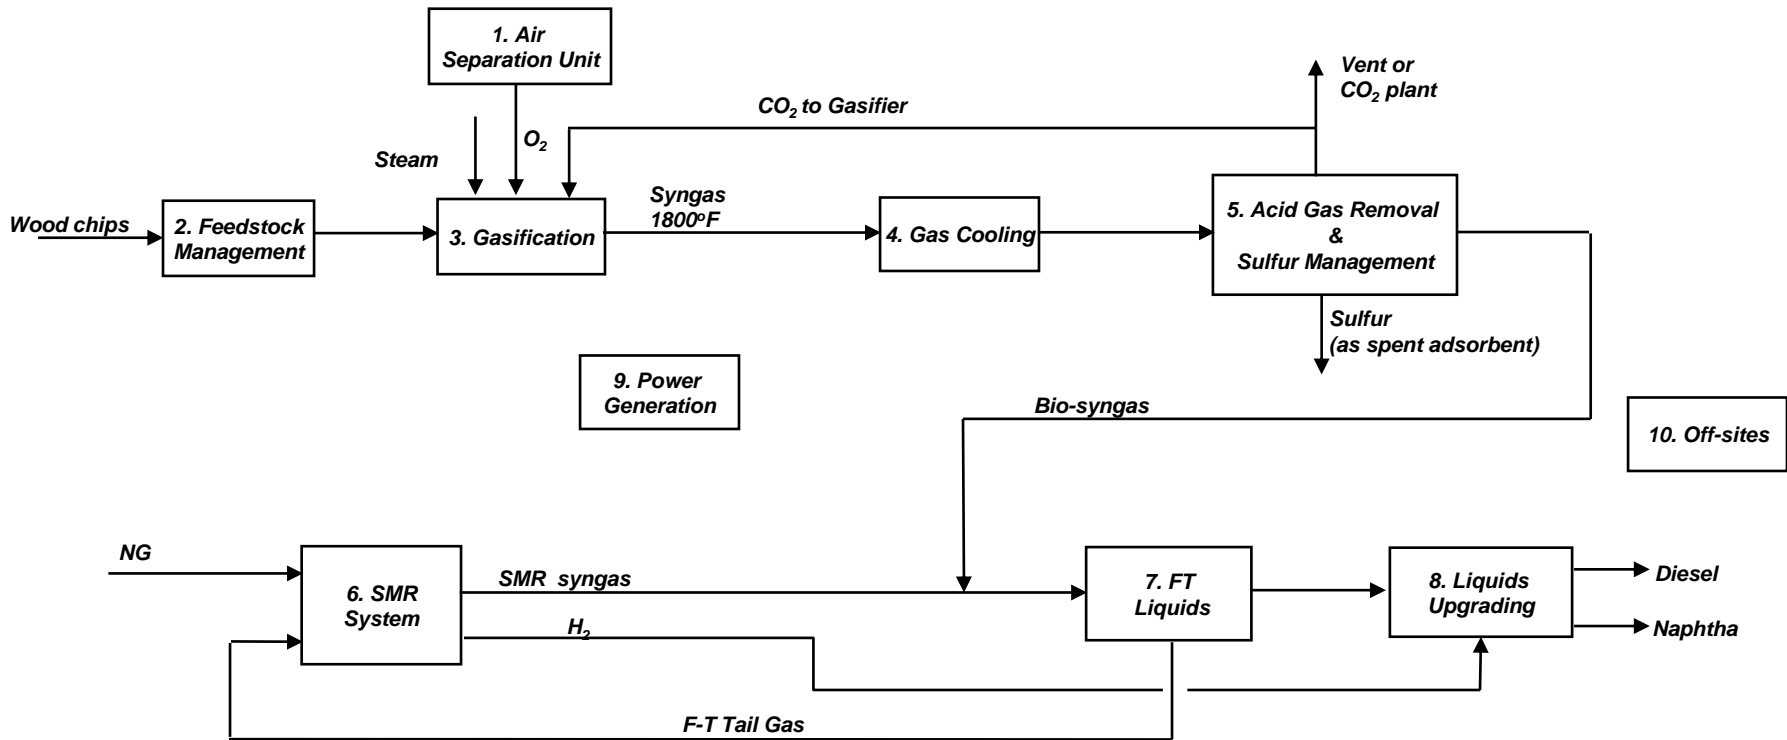 1. Air
Separation Unit
Vent or
CO2 plant
CO2 to Gasifier
O2
Steam
Syngas
1800oF
Wood chips
2. Feedstock
Management
3. Gasification
4. Gas Cooling
5. Acid Gas Removal
&
Sulfur Management
Sulfur
(as spent adsorbent)
9. Power
Generation
Bio-syngas
10. Off-sites
NG
6. SMR
System
SMR syngas
H2
7. FT
Liquids
8. Liquids
Upgrading
Diesel
Naphtha
F-T Tail Gas